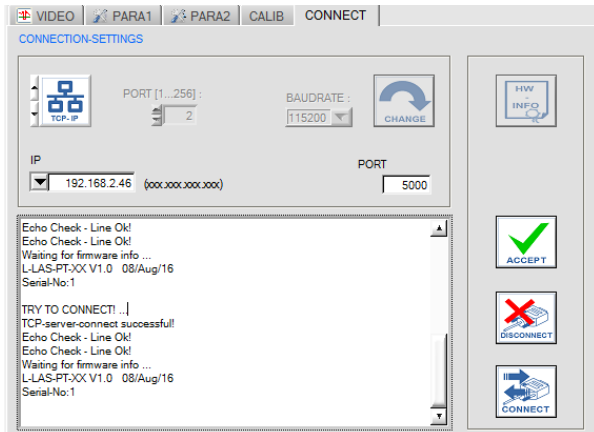 VIDEO PARA1 PARA2 CALIB CONNECT
CONNECTION-SETTINGS
TCP-IP
PORT [1...256] :
2
BAUDRATE :
115200
CHANGE
HW
-
INFO
IP
192.168.2.46 (xxx.xxx.xxx.xxx)
PORT
5000
Echo Check - Line Ok!
Echo Check - Line Ok!
Waiting for firmware info ...
L-LAS-PT-XX V1.0 08/Aug/16
Serial-No:1
TRY TO CONNECT! ...
TCP-server-connect successful!
Echo Check - Line Ok!
Echo Check - Line Ok!
Waiting for firmware info ...
L-LAS-PT-XX V1.0 08/Aug/16
Serial-No:1
ACCEPT
DISCONNECT
CONNECT